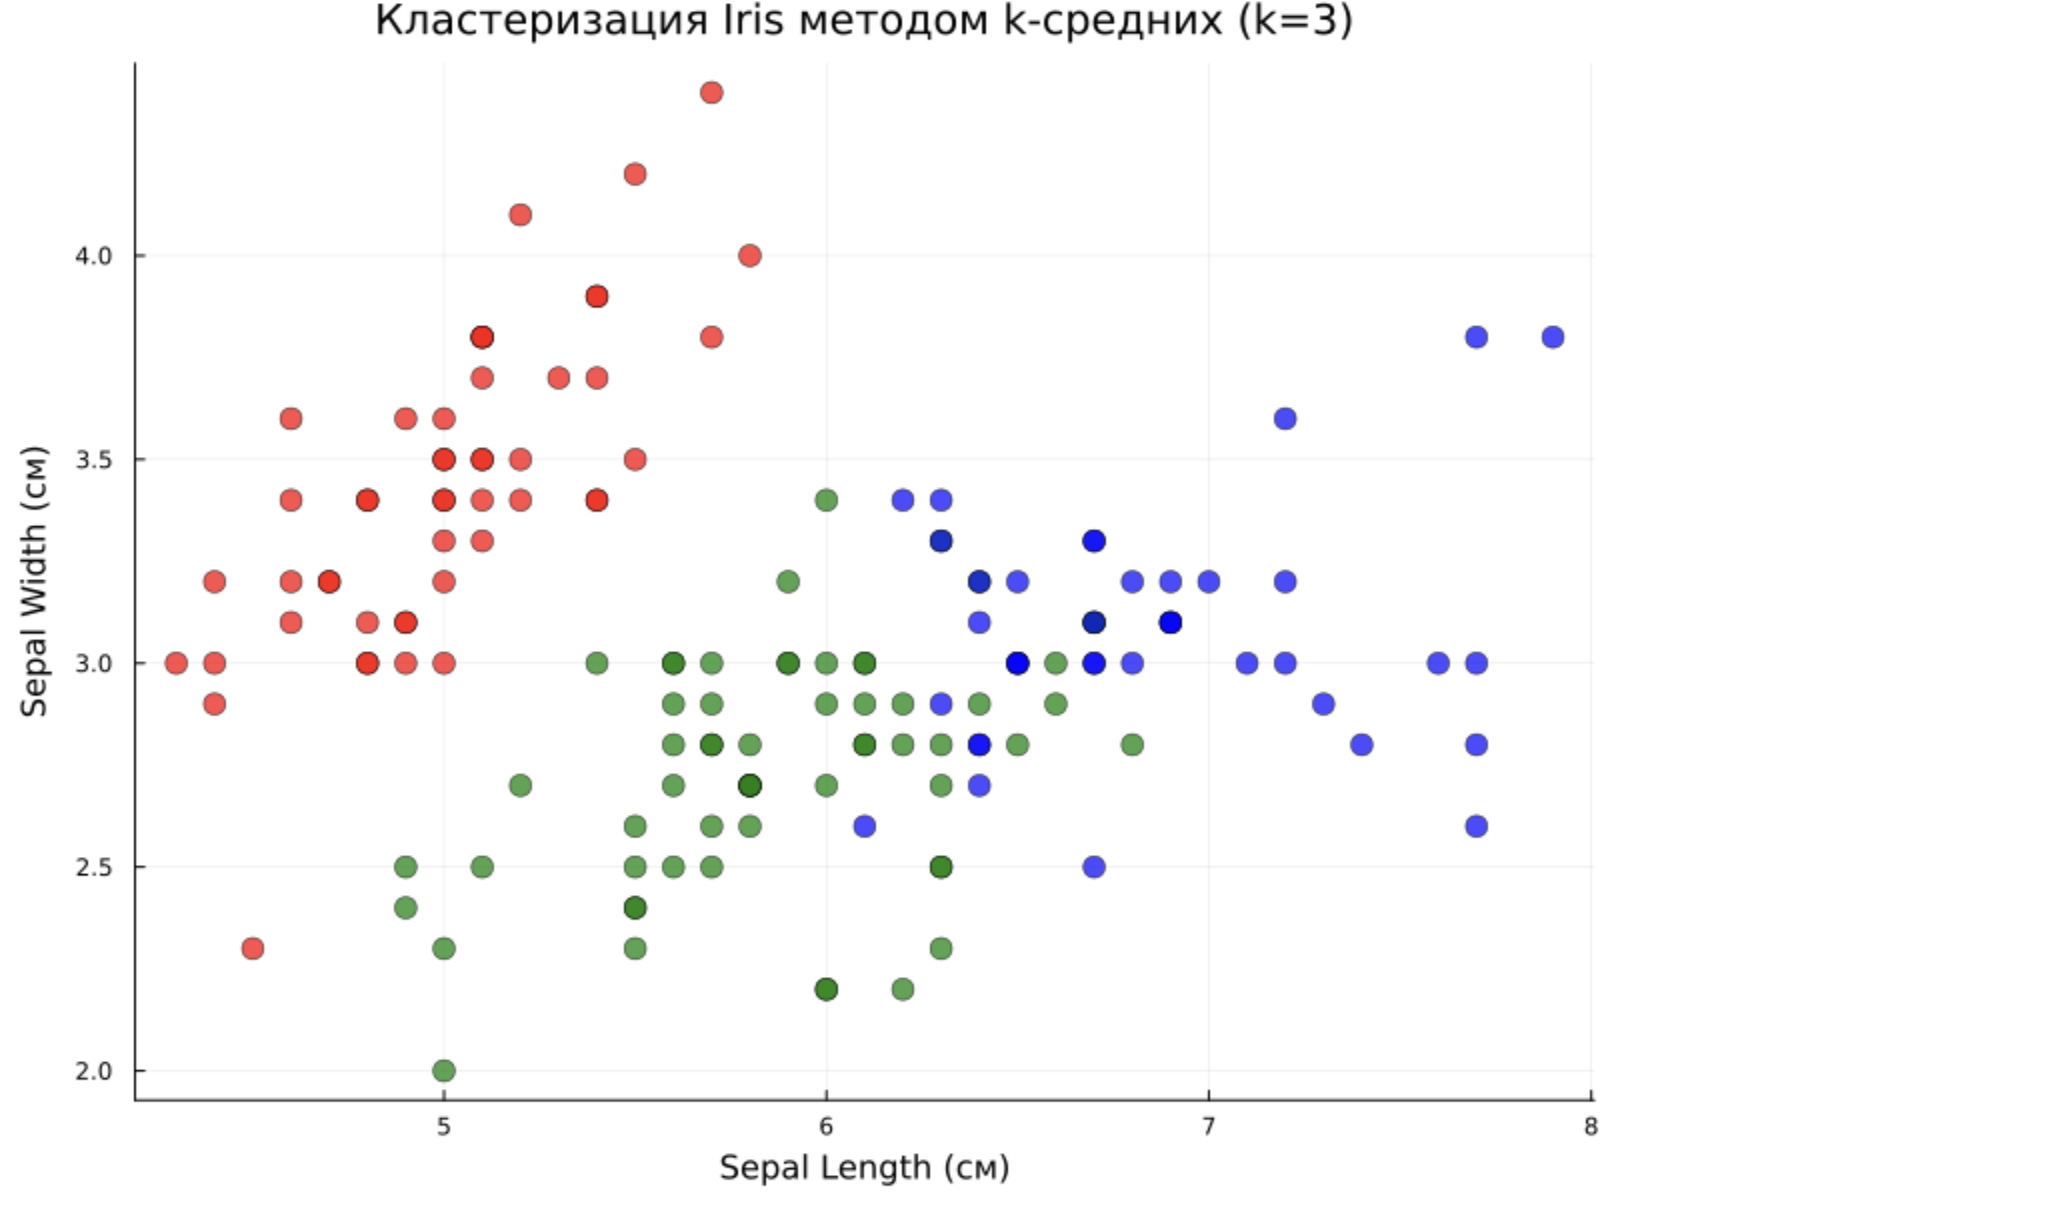 Кластеризация Iris методом k-средних (k=3)
Sepal Width (см)
4.0
3.5
3.0
2.5
2.0
5 6 7 8
Sepal Length (см)